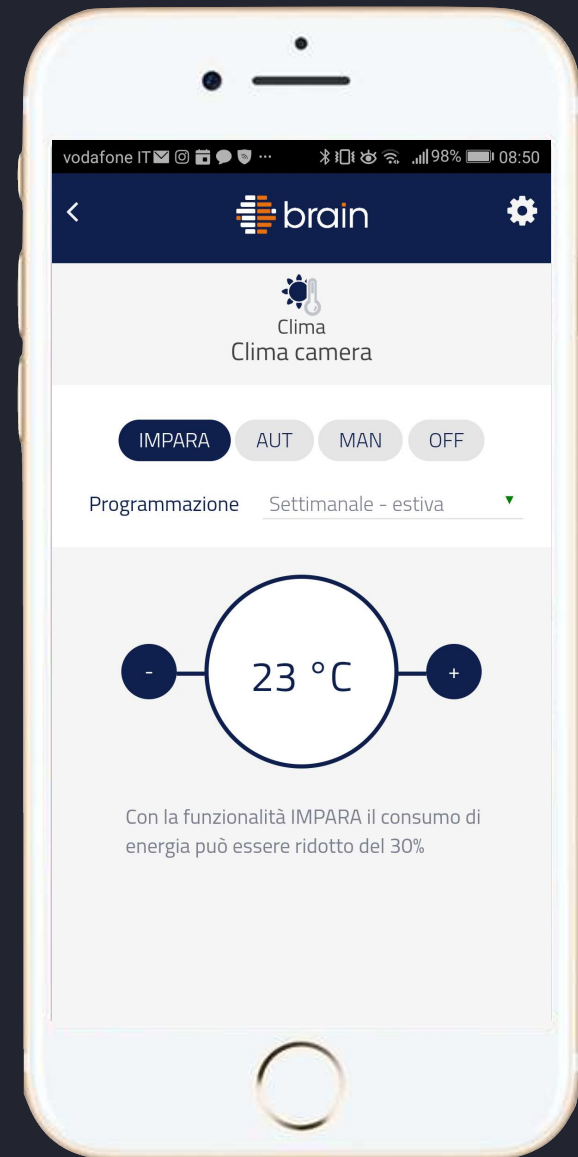 vodafone IT ... 98% 08:50
brain
Clima
Clima camera
IMPARA AUT MAN OFF
Programmazione Settimanale - estiva
- 23 °C +
Con la funzionalità IMPARA il consumo di
energia può essere ridotto del 30%